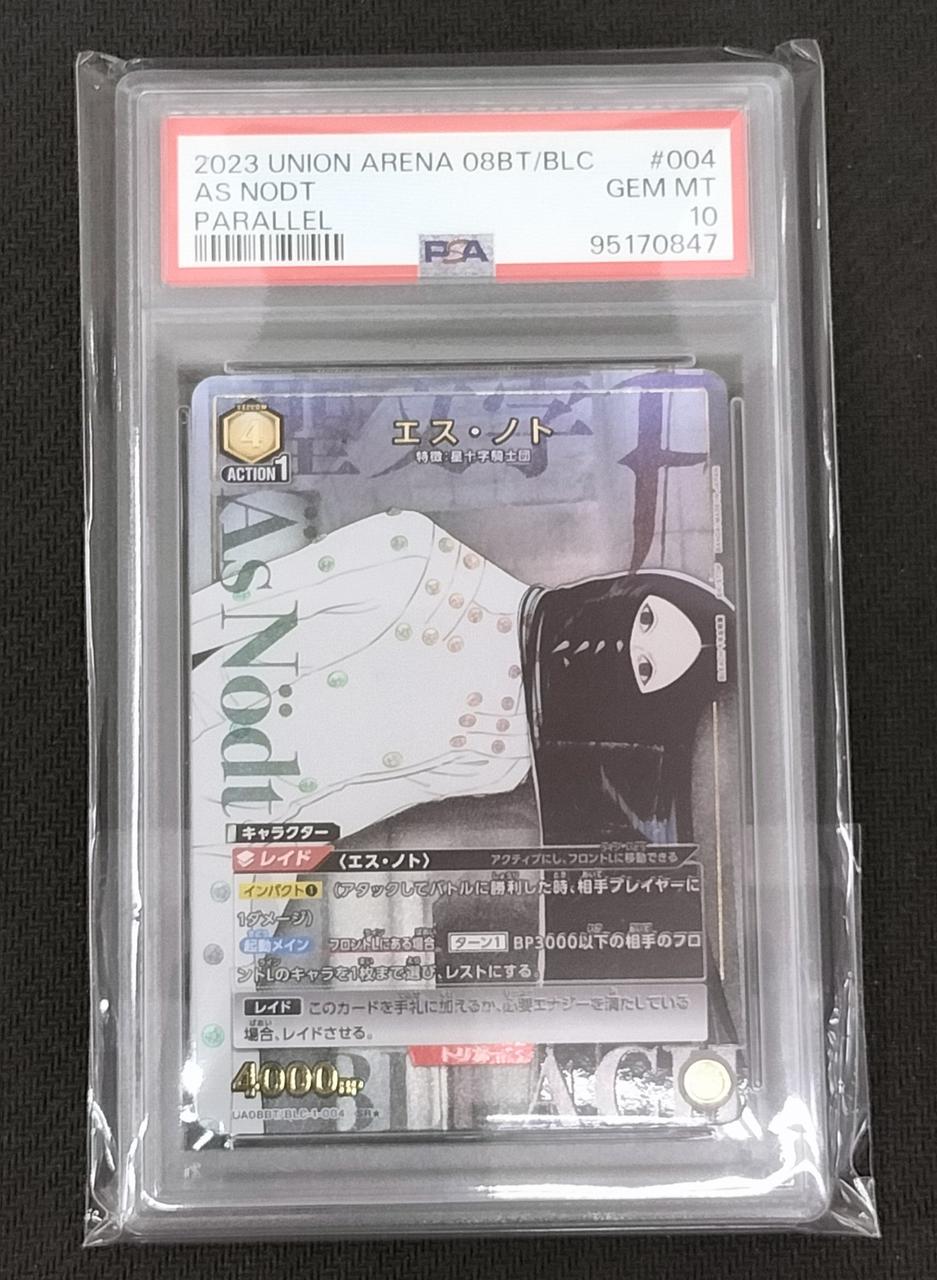 2023 UNION ARENA 08BT/BLC #004
AS NODT GEM MT
PARALLEL 10
PSA 95170847
4
ACTION1
エス・ノト
特徴:星十字騎士団
As Nödt
キャラクター
レイド 〈エス・ノト〉 アクティブにし、フロントLに移動できる
インパクト❶ (アタックしてバトルに勝利した時、相手プレイヤーに
1ダメージ)
起動メイン フロントLにある場合 ターン1 BP3000以下の相手のフロ
ントLのキャラを1枚まで選び、レストにする。
レイド このカードを手札に加えるか、必要エナジーを満たしている
場合、レイドさせる。
4000BP
UA08BT/BLC-1-004 SR★